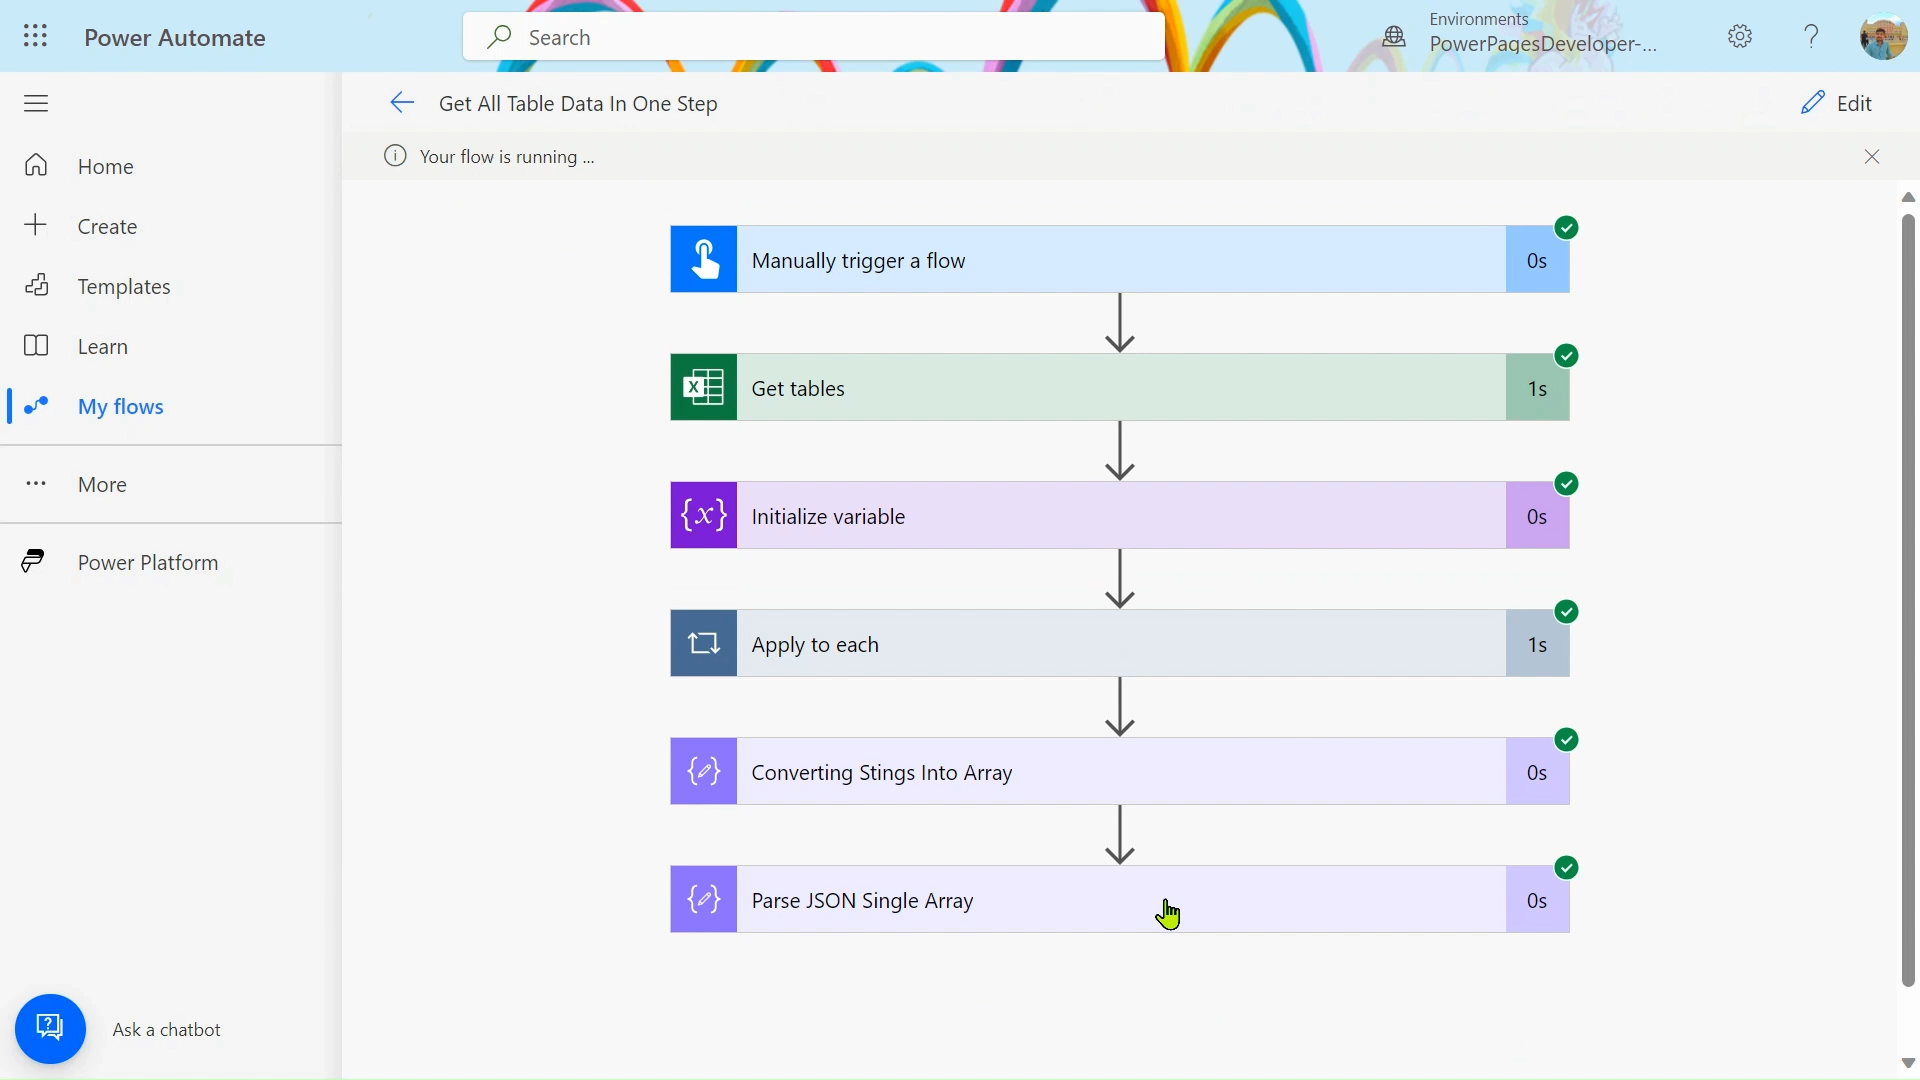 Power Automate
Search
Environments
PowerPagesDeveloper-...
Get All Table Data In One Step
Edit
Your flow is running ...
Home
Create
Templates
Learn
My flows
More
Power Platform
Ask a chatbot
Manually trigger a flow
0s
Get tables
1s
{x}
Initialize variable
0s
Apply to each
1s
Converting Stings Into Array
0s
Parse JSON Single Array
0s